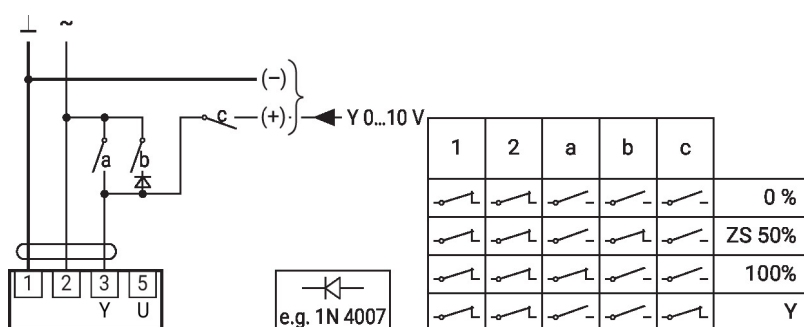 ⊥ ~
(–)
c (+) Y 0...10 V
a b
1 2 3 5
Y U
e.g. 1N 4007
1 2 a b c
0 %
ZS 50%
100%
Y